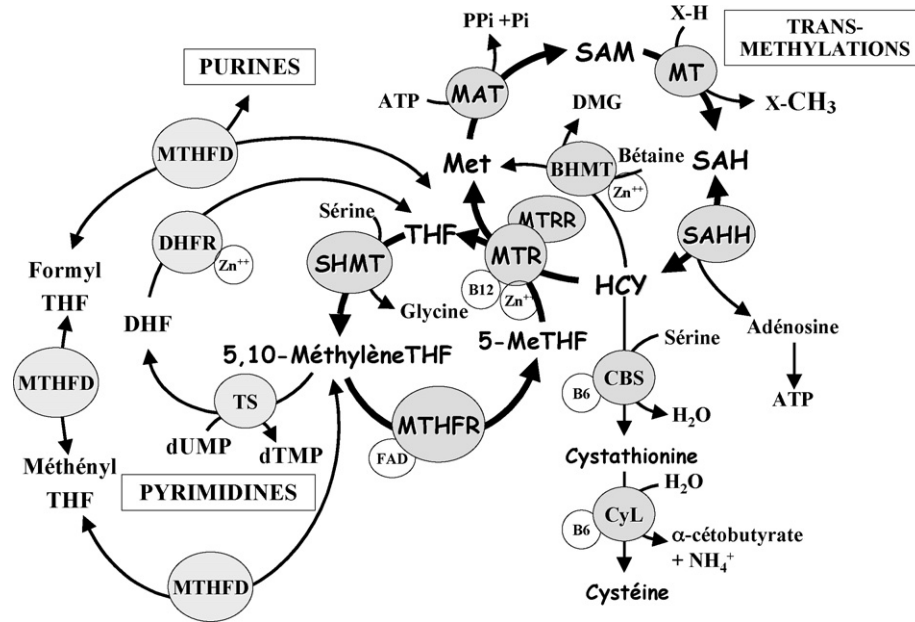 PPi +Pi
X-H
TRANS-
METHYLATIONS
SAM
MT
PURINES
MAT
ATP
DMG
X-CH3
MTHFD
Met
BHMT
Bétaine
SAH
Zn++
Sérine
THF
MTRR
DHFR
Zn++
SHMT
MTR
SAHH
Formyl
THF
B12
Zn++
HCY
Glycine
DHF
5-MeTHF
Sérine
Adénosine
5,10-MéthylèneTHF
MTHFD
TS
CBS
B6
ATP
MTHFR
H2O
dUMP
dTMP
FAD
Méthényl
THF
Cystathionine
PYRIMIDINES
H2O
CyL
B6
α-cétobutyrate
+ NH4+
MTHFD
Cystéine